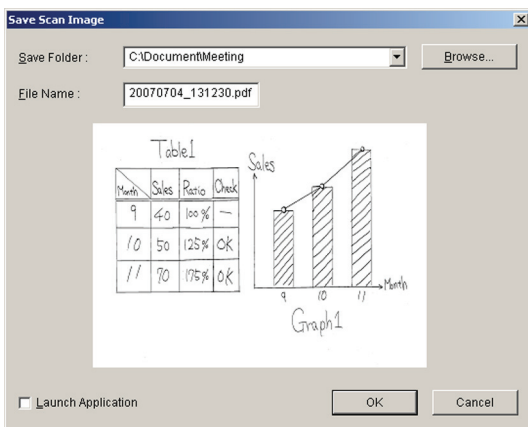 Save Scan Image
Save Folder : C:\Document\Meeting Browse...
File Name : 20070704_131230.pdf
Table1
Month Sales Ratio Check
9 40 100% —
10 50 125% OK
11 70 175% OK
Sales
9 10 11 Month
Graph1
Launch Application OK Cancel